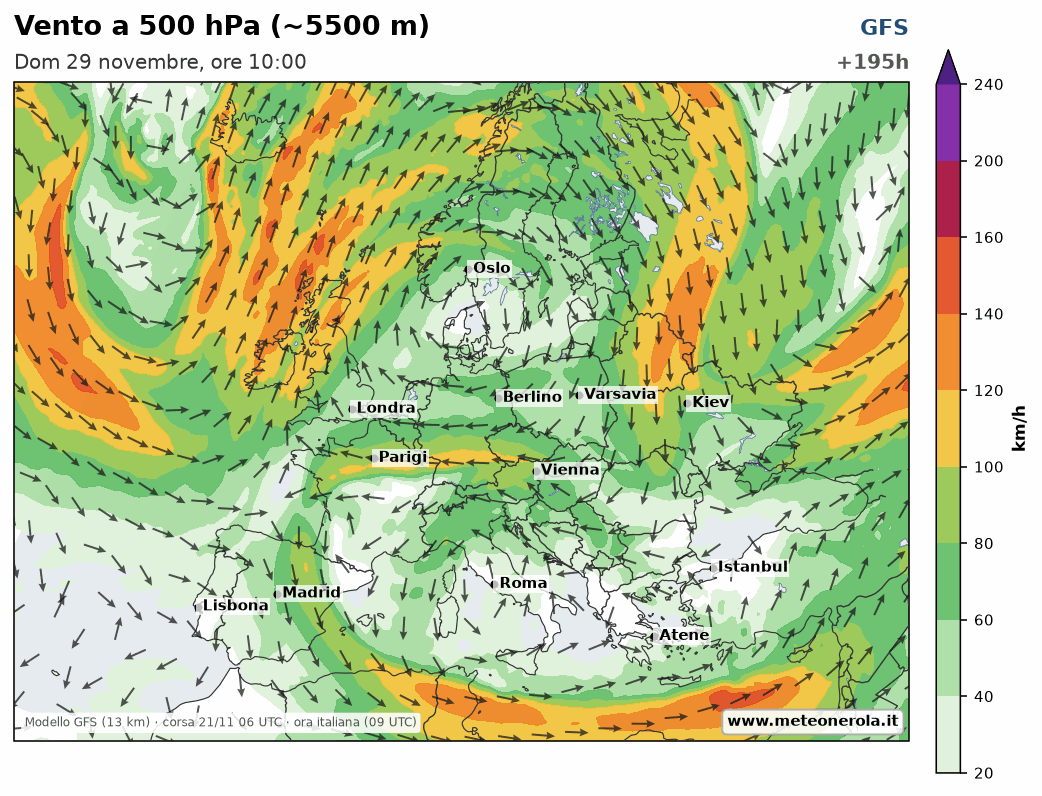 Vento a 500 hPa (~5500 m)
GFS
Dom 29 novembre, ore 10:00
+195h
240
200
160
140
120
100
80
60
40
20
km/h
Oslo
Londra
Berlino
Varsavia
Kiev
Parigi
Vienna
Istanbul
Roma
Madrid
Lisbona
Atene
Modello GFS (13 km) · corsa 21/11 06 UTC · ora italiana (09 UTC)
www.meteonerola.it